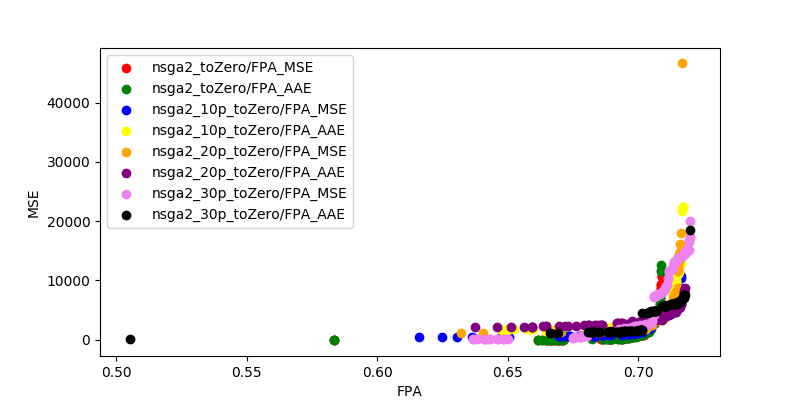 nsga2_toZero/FPA_MSE
nsga2_toZero/FPA_AAE
nsga2_10p_toZero/FPA_MSE
nsga2_10p_toZero/FPA_AAE
nsga2_20p_toZero/FPA_MSE
nsga2_20p_toZero/FPA_AAE
nsga2_30p_toZero/FPA_MSE
nsga2_30p_toZero/FPA_AAE
MSE
40000
30000
20000
10000
0
0.50 0.55 0.60 0.65 0.70
FPA